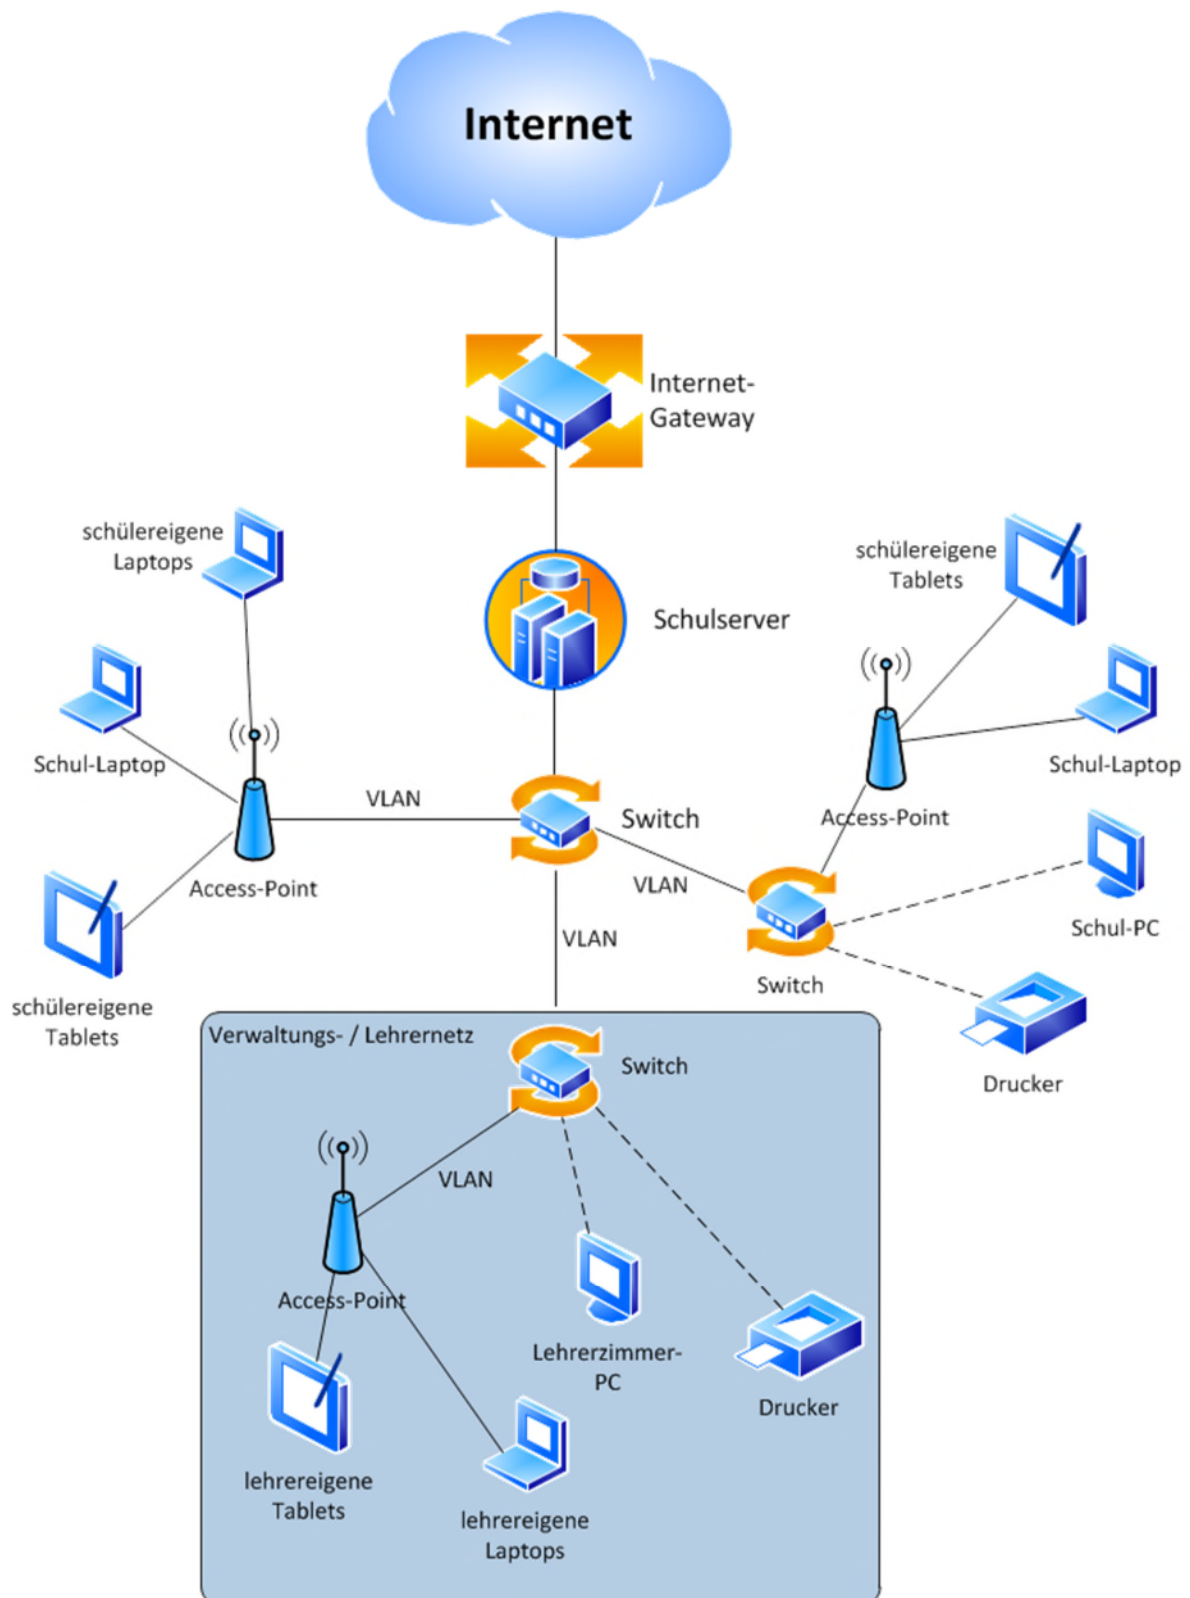 Internet
Internet-
Gateway
schülereigene
Laptops
schülereigene
Tablets
Schulserver
Schul-Laptop
Schul-Laptop
VLAN
Switch
Access-Point
Access-Point
VLAN
Schul-PC
VLAN
Switch
schülereigene
Tablets
Drucker
Verwaltungs- / Lehrernetz
Switch
VLAN
Access-Point
Lehrerzimmer-
PC
Drucker
lehrereigene
Tablets
lehrereigene
Laptops